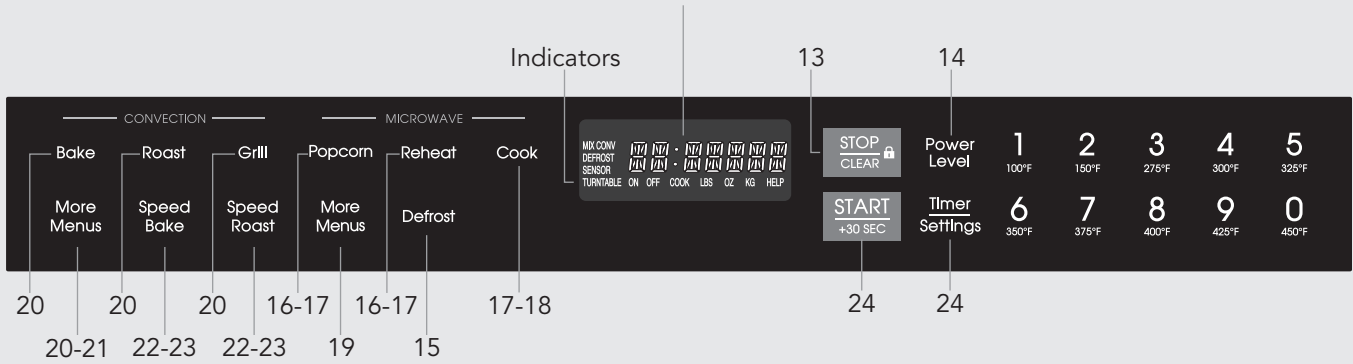 Indicators 13 14
CONVECTION MICROWAVE
Bake Roast Grill Popcorn Reheat Cook
More Menus
Speed Bake
Speed Roast
More Menus
Defrost
MIX CONV
DEFROST
SENSOR
TURNTABLE ON OFF COOK LBS OZ KG HELP
STOP
CLEAR
START
+30 SEC
Power
Level
Timer
Settings
1 2 3 4 5
100°F 150°F 275°F 300°F 325°F
6 7 8 9 0
350°F 375°F 400°F 425°F 450°F
20 20 20 16-17 16-17 17-18 24 24
20-21 22-23 22-23 19 15